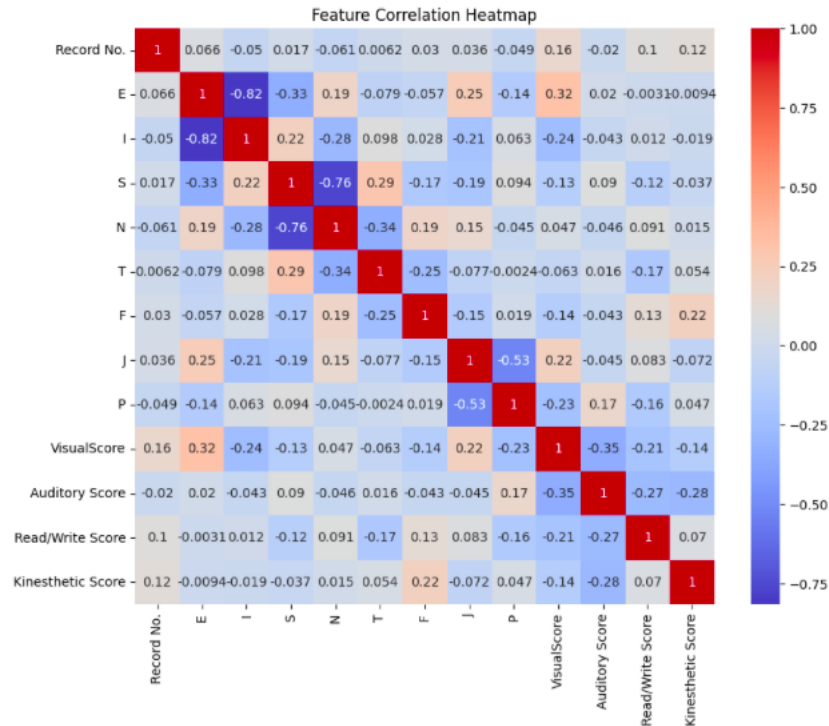 Feature Correlation Heatmap
Record No. 1 0.066 -0.05 0.017 -0.061 0.0062 0.03 0.036 -0.049 0.16 -0.02 0.1 0.12
E 0.066 1 -0.82 -0.33 0.19 -0.079 -0.057 0.25 -0.14 0.32 0.02 -0.0031 -0.0094
I -0.05 -0.82 1 0.22 -0.28 0.098 0.028 -0.21 0.063 -0.24 -0.043 0.012 -0.019
S 0.017 -0.33 0.22 1 -0.76 0.29 -0.17 -0.19 0.094 -0.13 0.09 -0.12 -0.037
N -0.061 0.19 -0.28 -0.76 1 -0.34 0.19 0.15 -0.045 0.047 -0.046 0.091 0.015
T 0.0062 -0.079 0.098 0.29 -0.34 1 -0.25 -0.077 -0.0024 -0.063 0.016 -0.17 0.054
F 0.03 -0.057 0.028 -0.17 0.19 -0.25 1 -0.15 0.019 -0.14 -0.043 0.13 0.22
J 0.036 0.25 -0.21 -0.19 0.15 -0.077 -0.15 1 -0.53 0.22 -0.045 0.083 -0.072
P -0.049 -0.14 0.063 0.094 -0.045 -0.0024 0.019 -0.53 1 -0.23 0.17 -0.16 0.047
VisualScore 0.16 0.32 -0.24 -0.13 0.047 -0.063 -0.14 0.22 -0.23 1 -0.35 -0.21 -0.14
Auditory Score -0.02 0.02 -0.043 0.09 -0.046 0.016 -0.043 -0.045 0.17 -0.35 1 -0.27 -0.28
Read/Write Score 0.1 -0.0031 0.012 -0.12 0.091 -0.17 0.13 0.083 -0.16 -0.21 -0.27 1 0.07
Kinesthetic Score 0.12 -0.0094 -0.019 -0.037 0.015 0.054 0.22 -0.072 0.047 -0.14 -0.28 0.07 1
Record No. E I S N T F J P VisualScore Auditory Score Read/Write Score Kinesthetic Score
1.00
0.75
0.50
0.25
0.00
-0.25
-0.50
-0.75